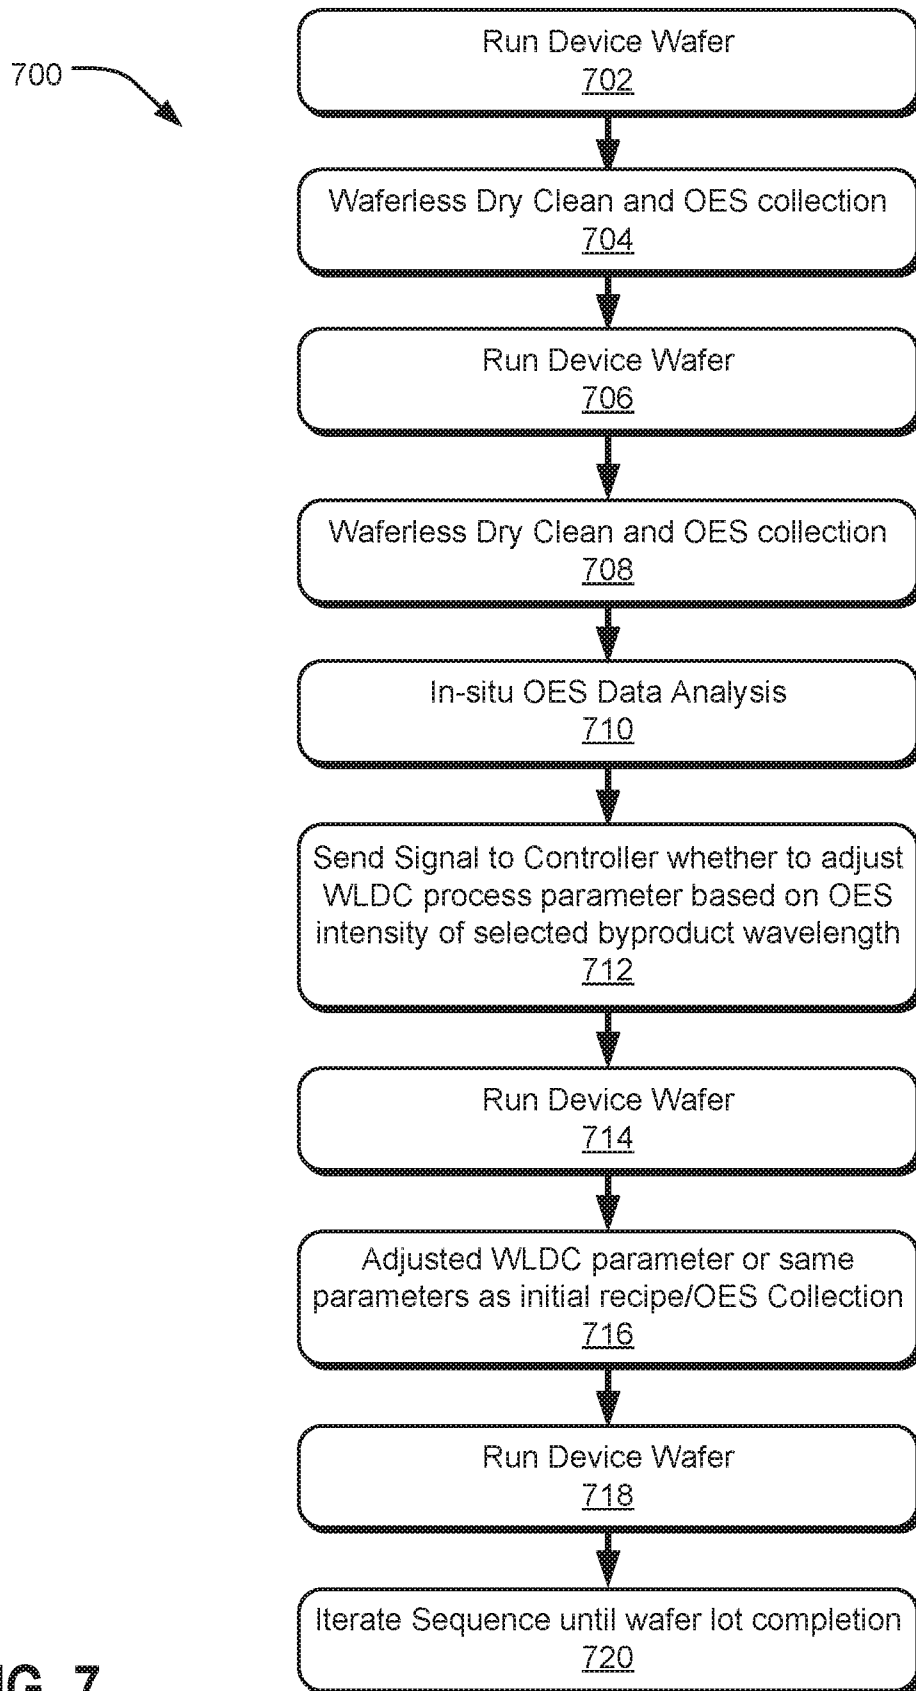 700
Run Device Wafer
702
Waferless Dry Clean and OES collection
704
Run Device Wafer
706
Waferless Dry Clean and OES collection
708
In-situ OES Data Analysis
710
Send Signal to Controller whether to adjust
WLDC process parameter based on OES
intensity of selected byproduct wavelength
712
Run Device Wafer
714
Adjusted WLDC parameter or same
parameters as initial recipe/OES Collection
716
Run Device Wafer
718
Iterate Sequence until wafer lot completion
720
IG. 7